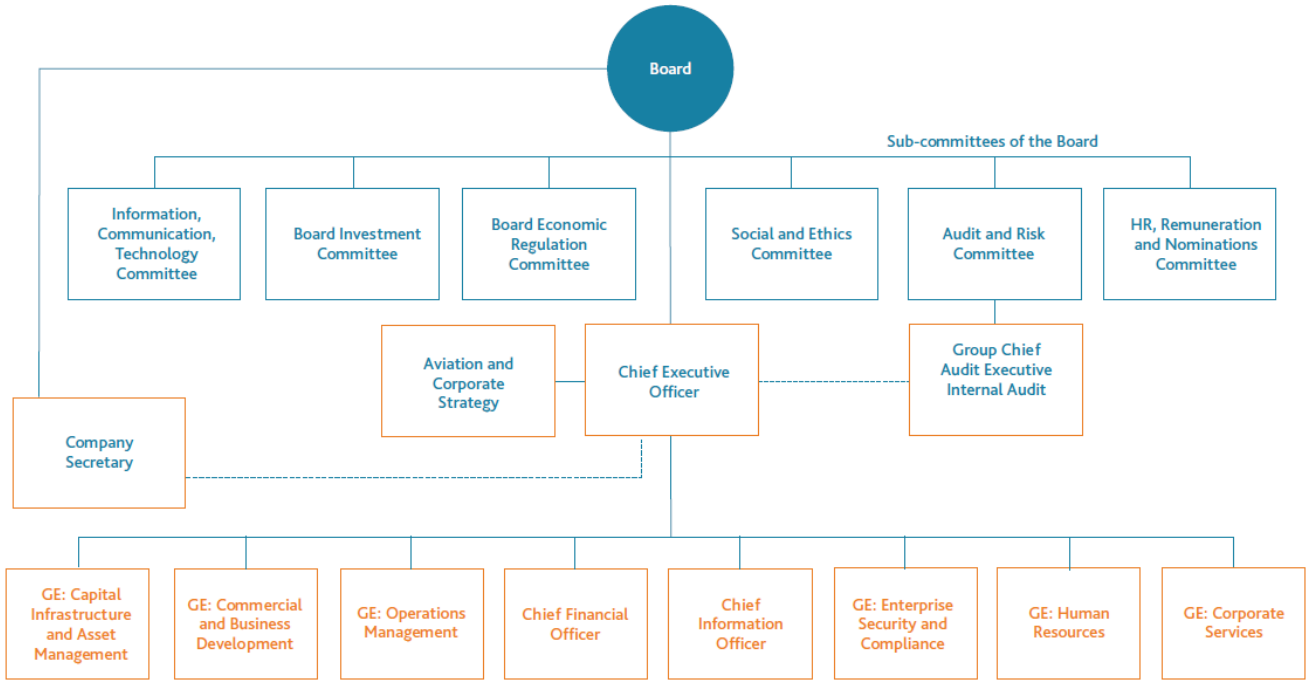 Board
Sub-committees of the Board
Information,
Communication,
Technology
Committee
Board Investment
Committee
Board Economic
Regulation
Committee
Social and Ethics
Committee
Audit and Risk
Committee
HR, Remuneration
and Nominations
Committee
Aviation and
Corporate
Strategy
Chief Executive
Officer
Group Chief
Audit Executive
Internal Audit
Company
Secretary
GE: Capital
Infrastructure
and Asset
Management
GE: Commercial
and Business
Development
GE: Operations
Management
Chief Financial
Officer
Chief
Information
Officer
GE: Enterprise
Security and
Compliance
GE: Human
Resources
GE: Corporate
Services